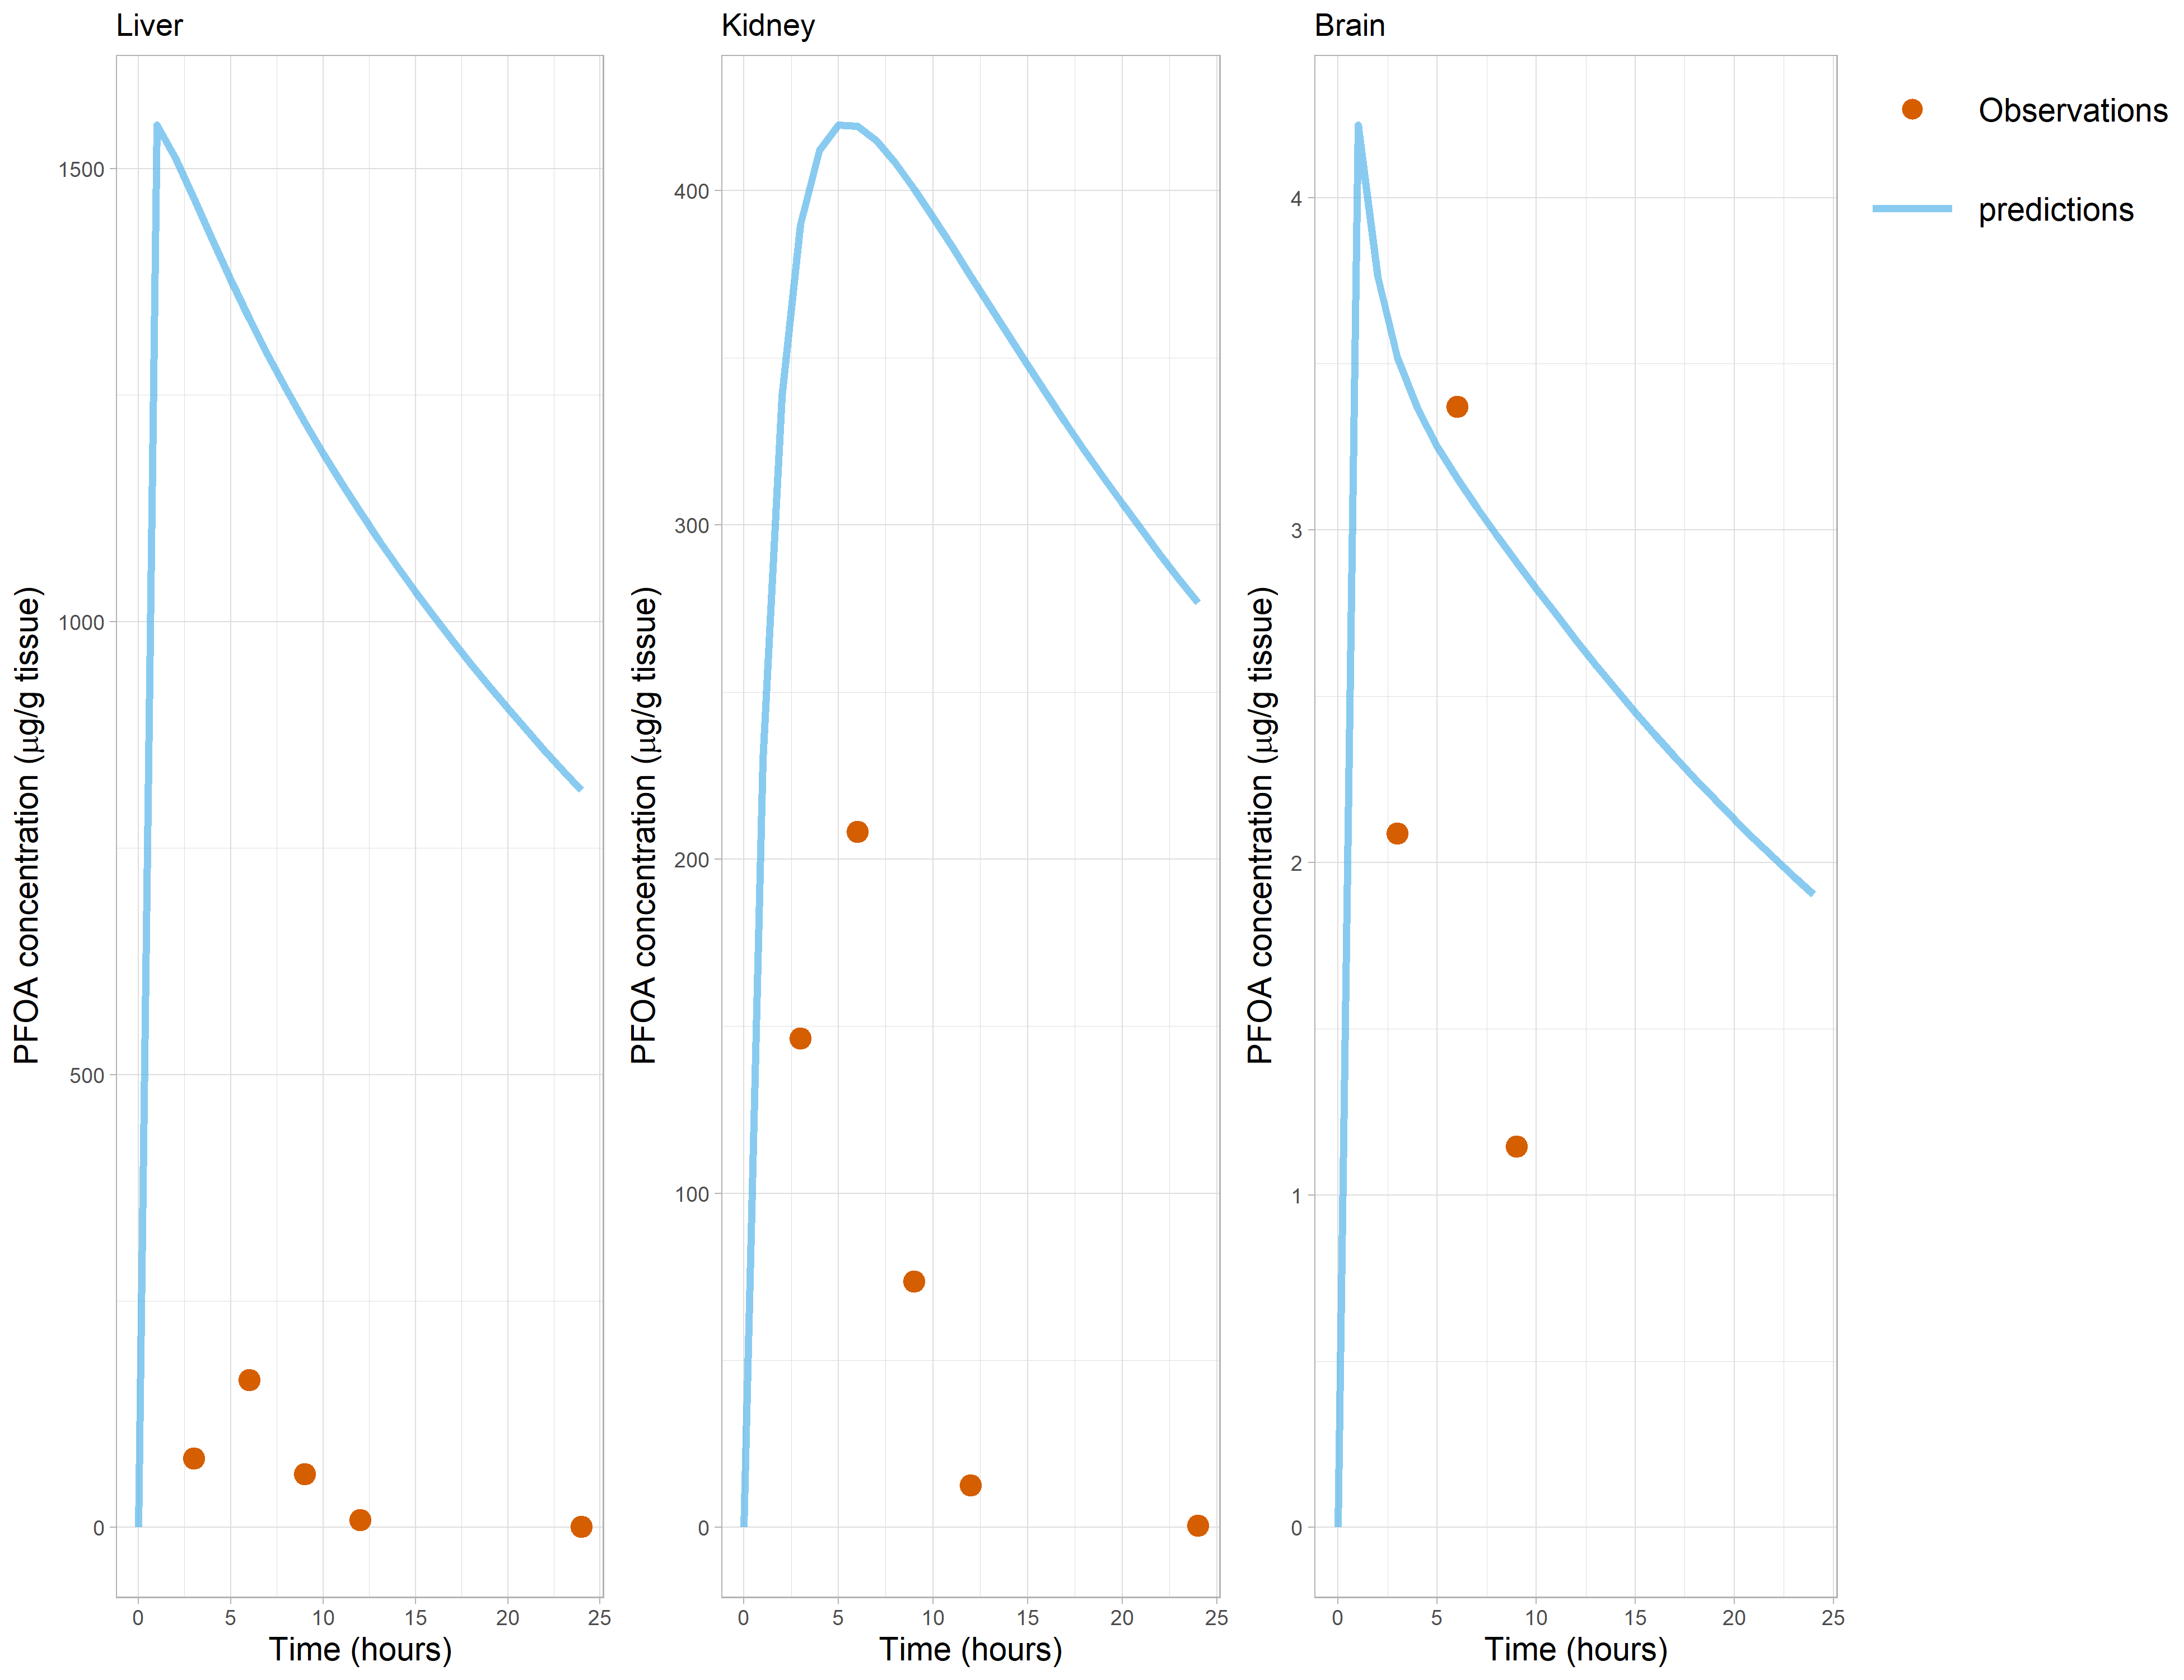 Liver
Kidney
Brain
PFOA concentration (μg/g tissue)
1500
1000
500
0
0 5 10 15 20 25
Time (hours)
PFOA concentration (μg/g tissue)
400
300
200
100
0
0 5 10 15 20 25
Time (hours)
PFOA concentration (μg/g tissue)
4
3
2
1
0
0 5 10 15 20 25
Time (hours)
Observations
predictions